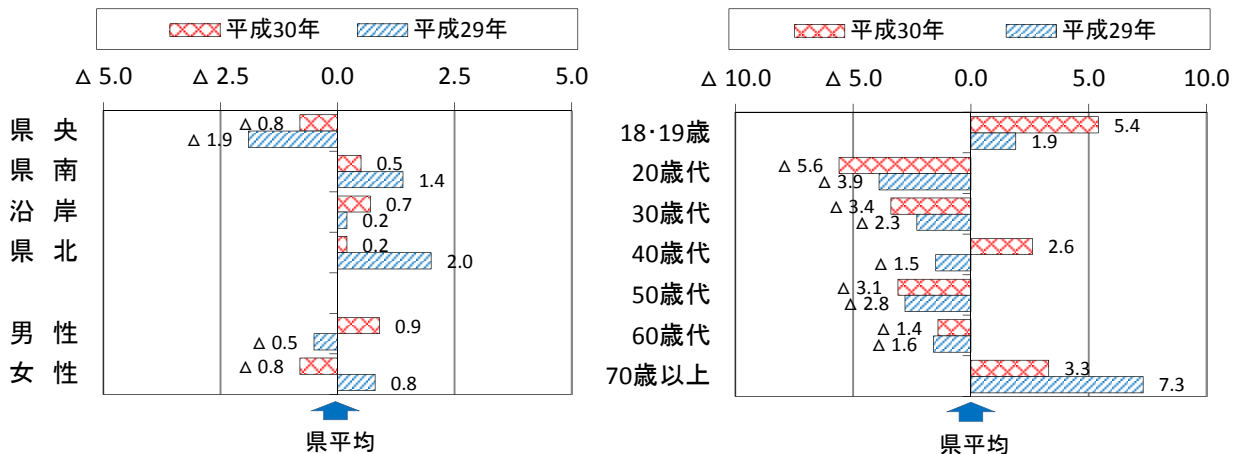 平成30年 平成29年
△ 5.0 △ 2.5 0.0 2.5 5.0
県 央 △ 0.8
△ 1.9
県 南 0.5
1.4
沿 岸 0.7
0.2
県 北 0.2
2.0
男 性 0.9
△ 0.5
女 性 △ 0.8
0.8
県平均
平成30年 平成29年
△ 10.0 △ 5.0 0.0 5.0 10.0
18･19歳 5.4
1.9
20歳代 △ 5.6
△ 3.9
30歳代 △ 3.4
△ 2.3
40歳代 2.6
△ 1.5
50歳代 △ 3.1
△ 2.8
60歳代 △ 1.4
△ 1.6
70歳以上 3.3
7.3
県平均